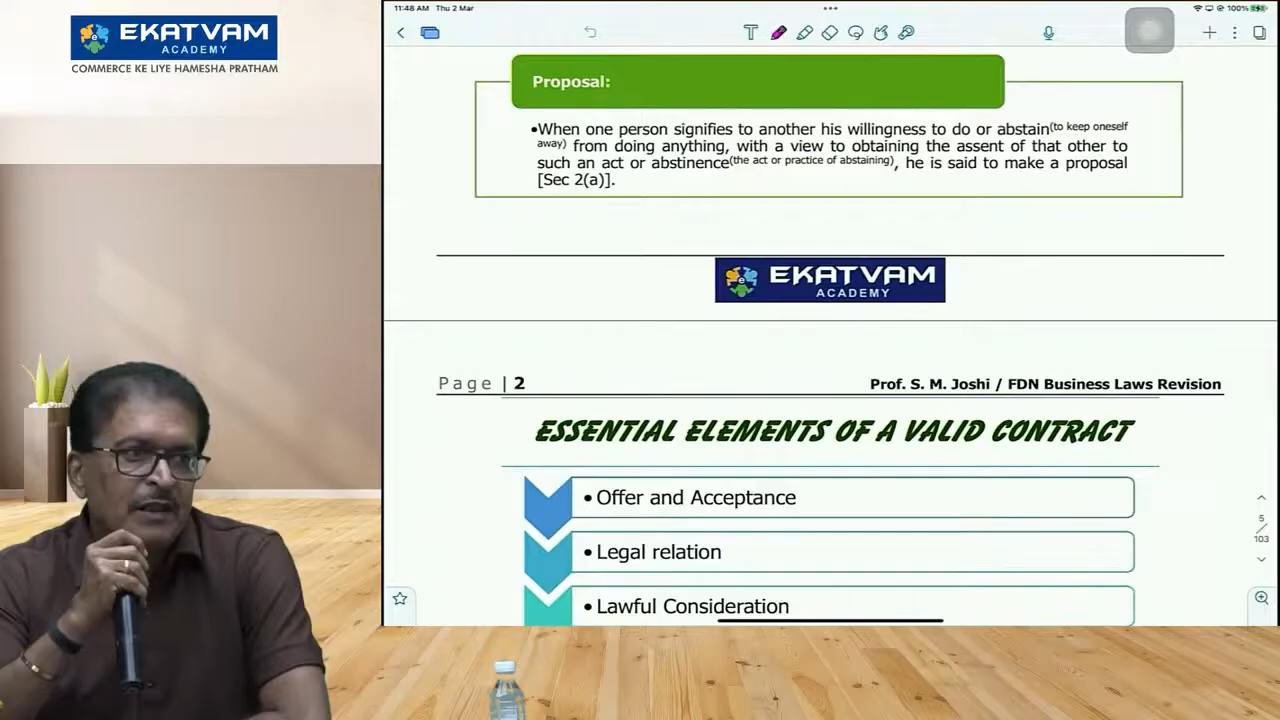 EKATVAM
ACADEMY
COMMERCE KE LIYE HAMESHA PRATHAM
11:48 AM Thu 2 Mar
100%
Proposal:
•When one person signifies to another his willingness to do or abstain(to keep oneself
away) from doing anything, with a view to obtaining the assent of that other to
such an act or abstinence(the act or practice of abstaining), he is said to make a proposal
[Sec 2(a)].
EKATVAM
ACADEMY
Page | 2
Prof. S. M. Joshi / FDN Business Laws Revision
ESSENTIAL ELEMENTS OF A VALID CONTRACT
• Offer and Acceptance
• Legal relation
• Lawful Consideration
5
/
103